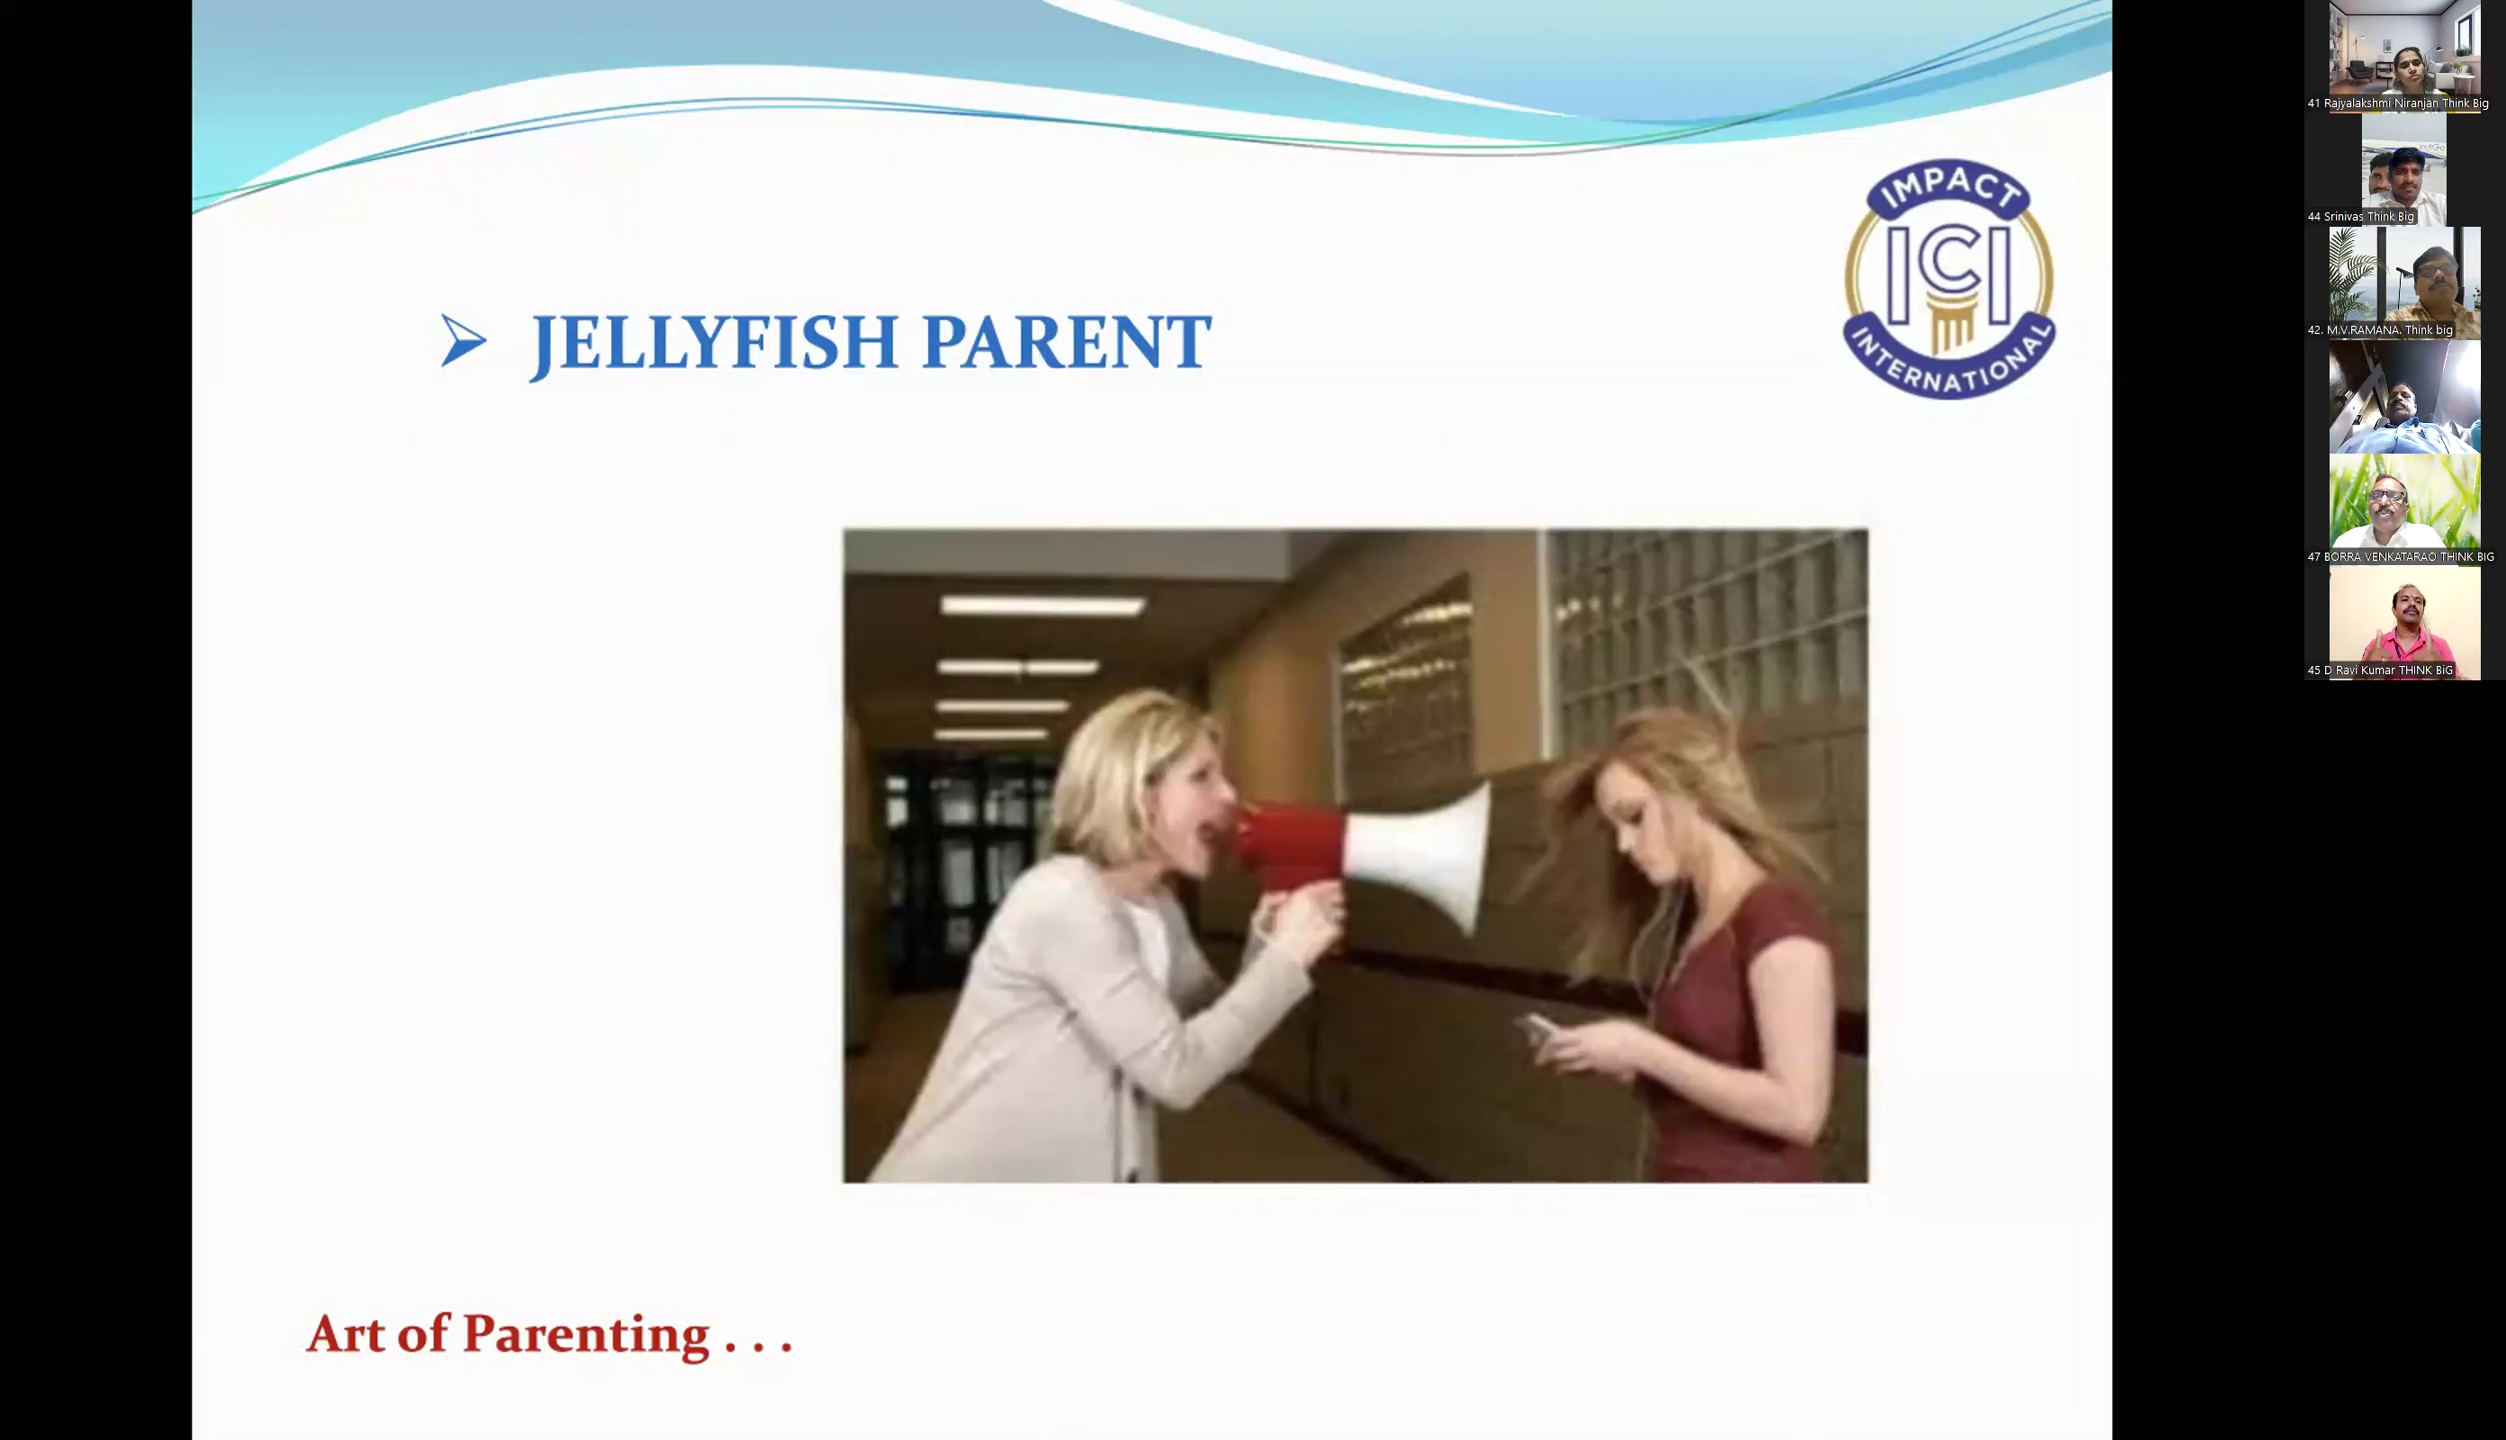 IMPACT
ICI
INTERNATIONAL
JELLYFISH PARENT
Art of Parenting . . .
41 Rajyalakshmi Niranjan Think Big
IndiGo
44 Srinivas Think Big
42. M.V.RAMANA. Think big
47 BORRA VENKATARAO THINK BIG
45 D Ravi Kumar THINK BiG